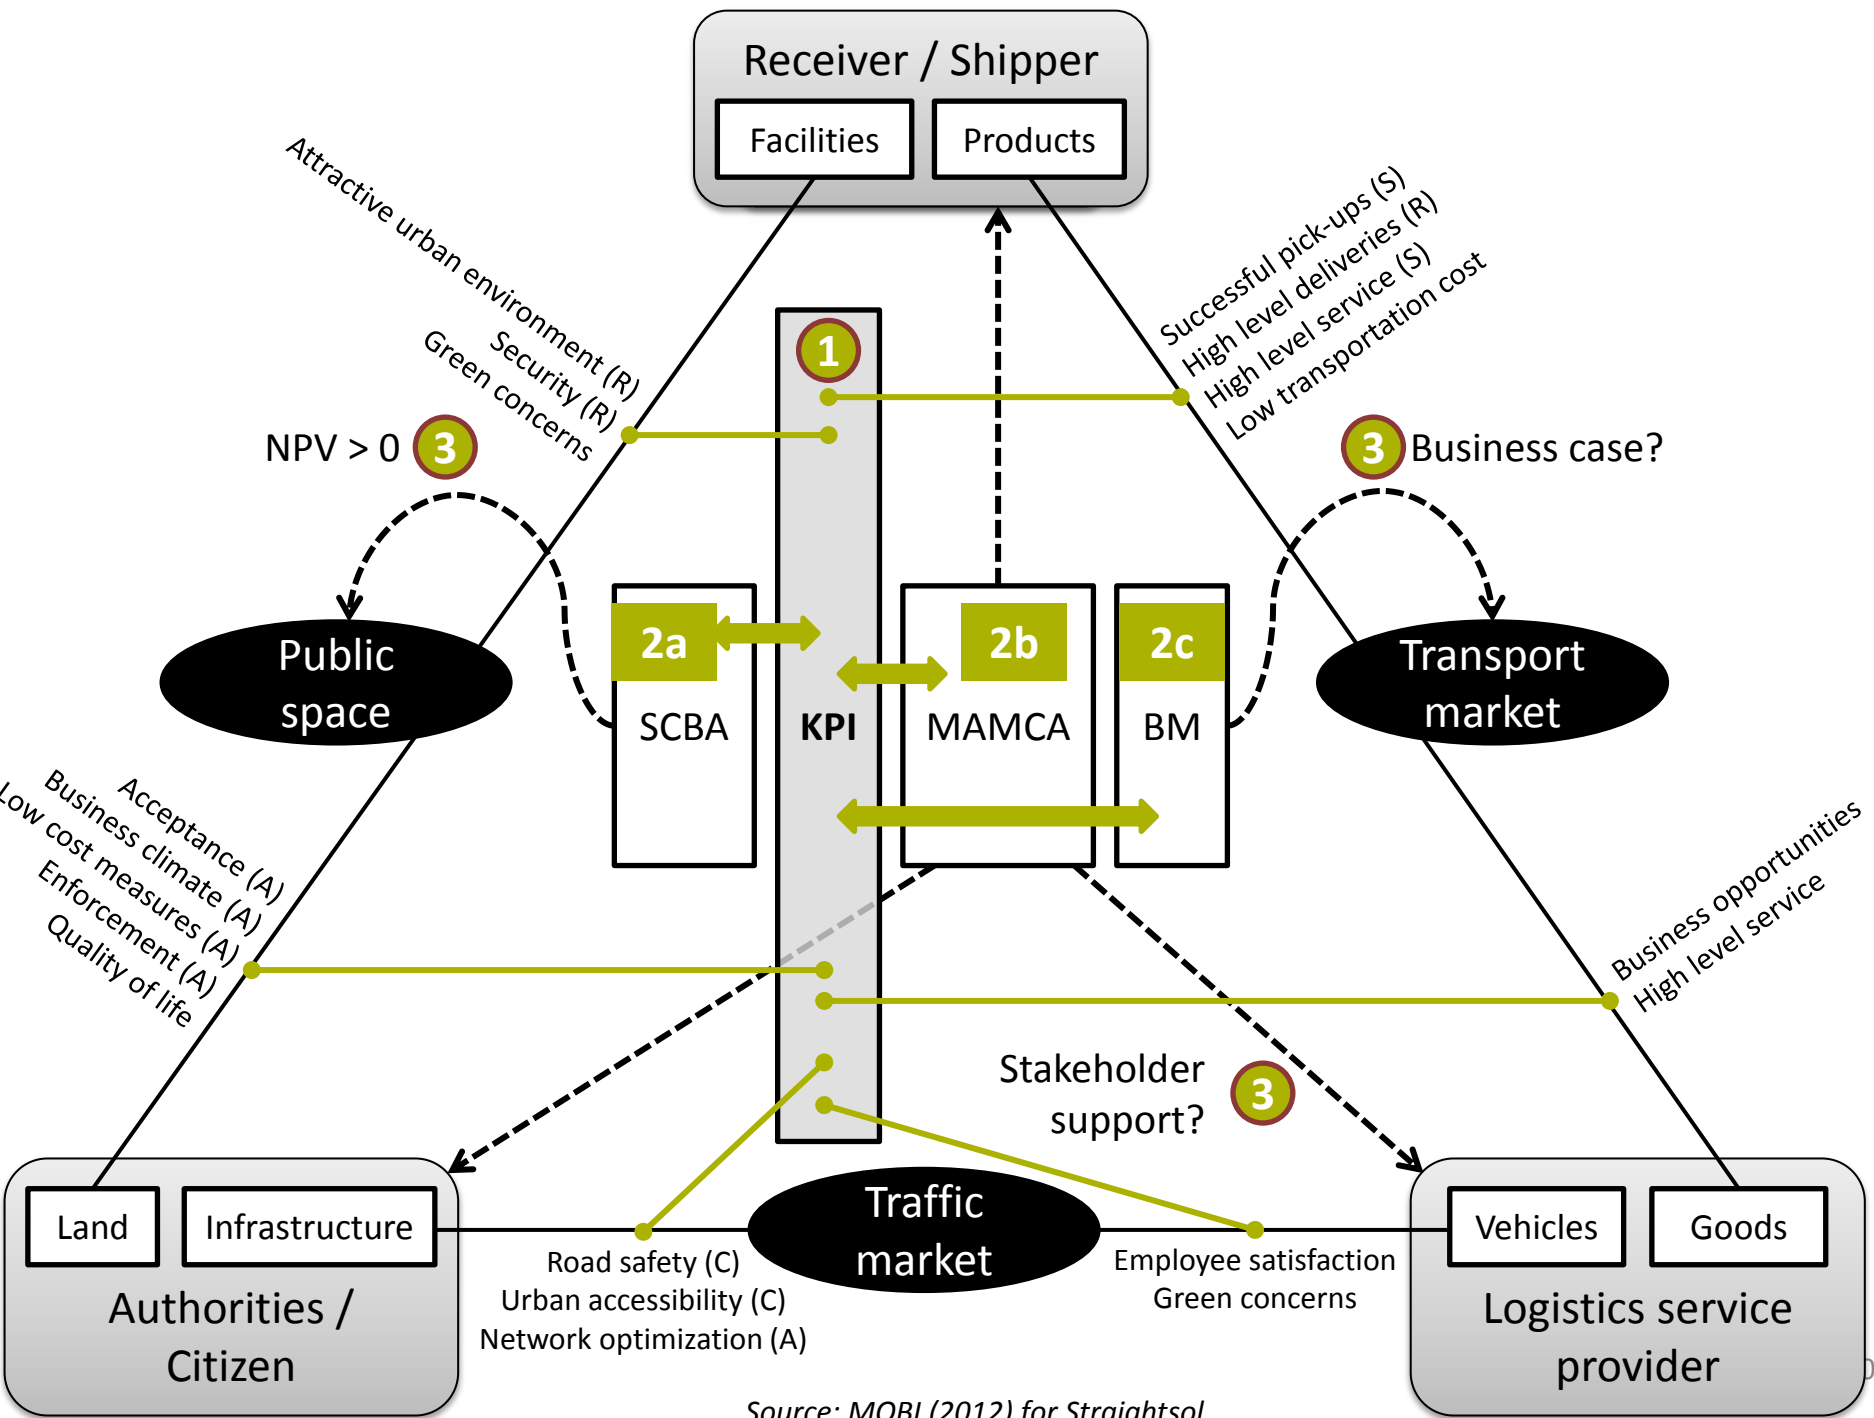 Receiver / Shipper
Facilities
Products
Attractive urban environment (R)
Security (R)
Green concerns
Successful pick-ups (S)
High level deliveries (R)
High level service (S)
Low transportation cost
1
NPV > 0
3
3
Business case?
Public
space
2a
SCBA
KPI
2b
MAMCA
2c
BM
Transport
market
Acceptance (A)
Business climate (A)
Low cost measures (A)
Enforcement (A)
Quality of life
Business opportunities
High level service
Stakeholder
support?
3
Land
Infrastructure
Authorities /
Citizen
Traffic
market
Road safety (C)
Urban accessibility (C)
Network optimization (A)
Employee satisfaction
Green concerns
Vehicles
Goods
Logistics service
provider
Source: MOBI (2012) for Straightsol